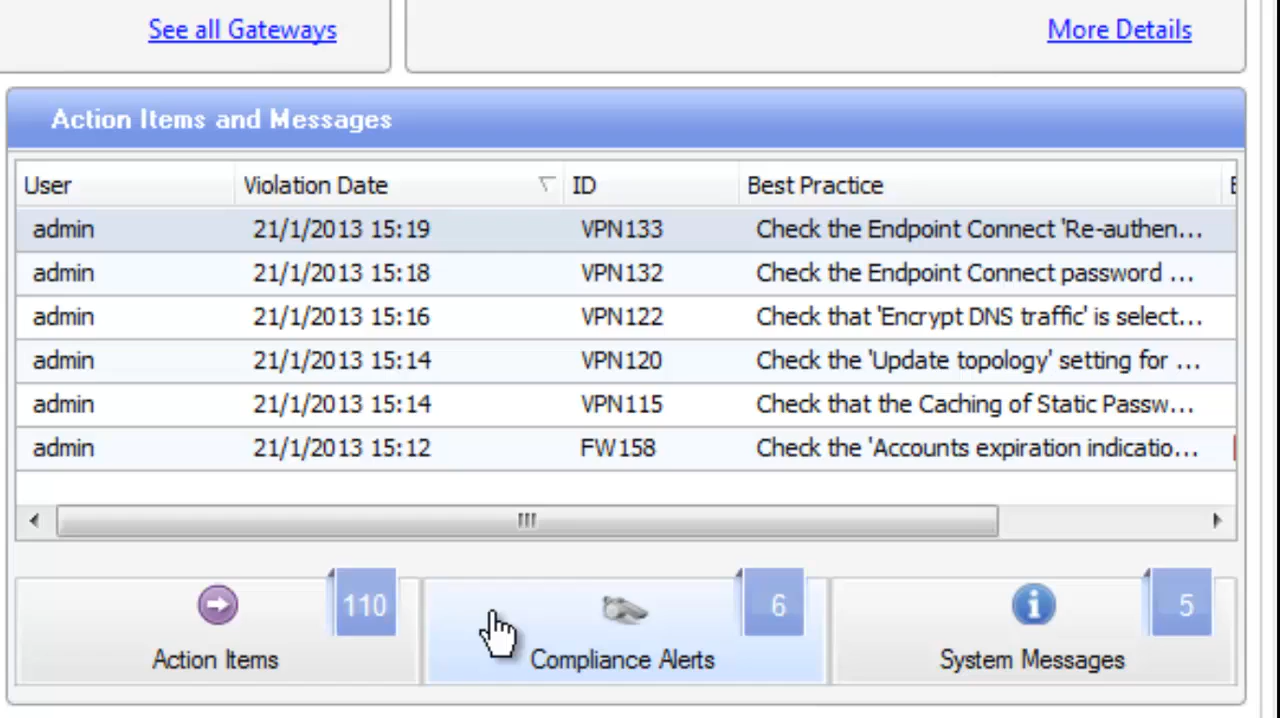 See all Gateways
More Details
Action Items and Messages
User Violation Date ID Best Practice
admin 21/1/2013 15:19 VPN133 Check the Endpoint Connect 'Re-authen...
admin 21/1/2013 15:18 VPN132 Check the Endpoint Connect password ...
admin 21/1/2013 15:16 VPN122 Check that 'Encrypt DNS traffic' is select...
admin 21/1/2013 15:14 VPN120 Check the 'Update topology' setting for ...
admin 21/1/2013 15:14 VPN115 Check that the Caching of Static Passw...
admin 21/1/2013 15:12 FW158 Check the 'Accounts expiration indicatio...
110 6 5
Action Items Compliance Alerts System Messages